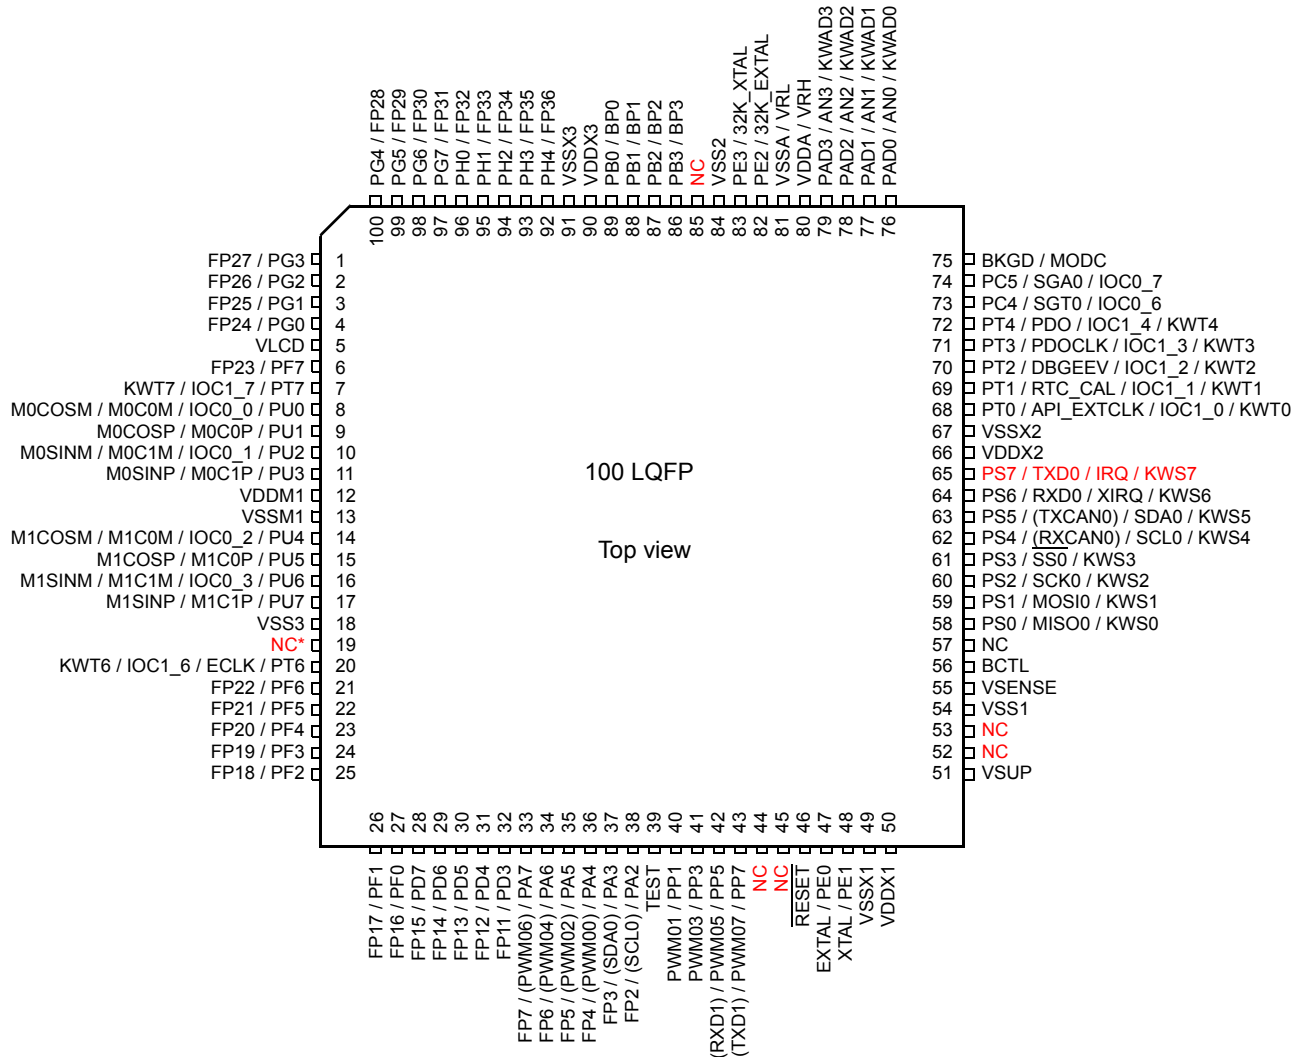 PG4 / FP28
PG5 / FP29
PG6 / FP30
PG7 / FP31
PH0 / FP32
PH1 / FP33
PH2 / FP34
PH3 / FP35
PH4 / FP36
VSSX3
VDDX3
PB0 / BP0
PB1 / BP1
PB2 / BP2
PB3 / BP3
NC
VSS2
PE3 / 32K_XTAL
PE2 / 32K_EXTAL
VSSA / VRL
VDDA / VRH
PAD3 / AN3 / KWAD3
PAD2 / AN2 / KWAD2
PAD1 / AN1 / KWAD1
PAD0 / AN0 / KWAD0
100 99 98 97 96 95 94 93 92 91 90 89 88 87 86 85 84 83 82 81 80 79 78 77 76
FP27 / PG3 1
FP26 / PG2 2
FP25 / PG1 3
FP24 / PG0 4
VLCD 5
FP23 / PF7 6
KWT7 / IOC1_7 / PT7 7
M0COSM / M0C0M / IOC0_0 / PU0 8
M0COSP / M0C0P / PU1 9
M0SINM / M0C1M / IOC0_1 / PU2 10
M0SINP / M0C1P / PU3 11
VDDM1 12
VSSM1 13
M1COSM / M1C0M / IOC0_2 / PU4 14
M1COSP / M1C0P / PU5 15
M1SINM / M1C1M / IOC0_3 / PU6 16
M1SINP / M1C1P / PU7 17
VSS3 18
NC* 19
KWT6 / IOC1_6 / ECLK / PT6 20
FP22 / PF6 21
FP21 / PF5 22
FP20 / PF4 23
FP19 / PF3 24
FP18 / PF2 25
100 LQFP
Top view
75 BKGD / MODC
74 PC5 / SGA0 / IOC0_7
73 PC4 / SGT0 / IOC0_6
72 PT4 / PDO / IOC1_4 / KWT4
71 PT3 / PDOCLK / IOC1_3 / KWT3
70 PT2 / DBGEEV / IOC1_2 / KWT2
69 PT1 / RTC_CAL / IOC1_1 / KWT1
68 PT0 / API_EXTCLK / IOC1_0 / KWT0
67 VSSX2
66 VDDX2
65 PS7 / TXD0 / IRQ / KWS7
64 PS6 / RXD0 / XIRQ / KWS6
63 PS5 / (TXCAN0) / SDA0 / KWS5
62 PS4 / (RXCAN0) / SCL0 / KWS4
61 PS3 / SS0 / KWS3
60 PS2 / SCK0 / KWS2
59 PS1 / MOSI0 / KWS1
58 PS0 / MISO0 / KWS0
57 NC
56 BCTL
55 VSENSE
54 VSS1
53 NC
52 NC
51 VSUP
26 27 28 29 30 31 32 33 34 35 36 37 38 39 40 41 42 43 44 45 46 47 48 49 50
FP17 / PF1
FP16 / PF0
FP15 / PD7
FP14 / PD6
FP13 / PD5
FP12 / PD4
FP11 / PD3
FP7 / (PWM06) / PA7
FP6 / (PWM04) / PA6
FP5 / (PWM02) / PA5
FP4 / (PWM00) / PA4
FP3 / (SDA0) / PA3
FP2 / (SCL0) / PA2
TEST
PWM01 / PP1
PWM03 / PP3
(RXD1) / PWM05 / PP5
(TXD1) / PWM07 / PP7
NC
NC
RESET
EXTAL / PE0
XTAL / PE1
VSSX1
VDDX1